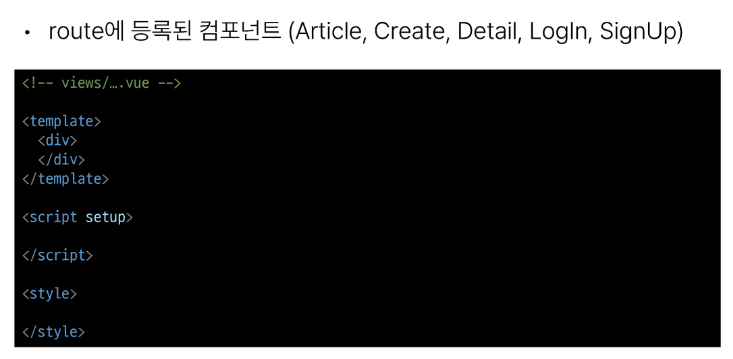 • route에 등록된 컴포넌트 (Article, Create, Detail, LogIn, SignUp)
<!-- views/….vue -->
<template>
  <div>
  </div>
</template>
<script setup>
</script>
<style>
</style>